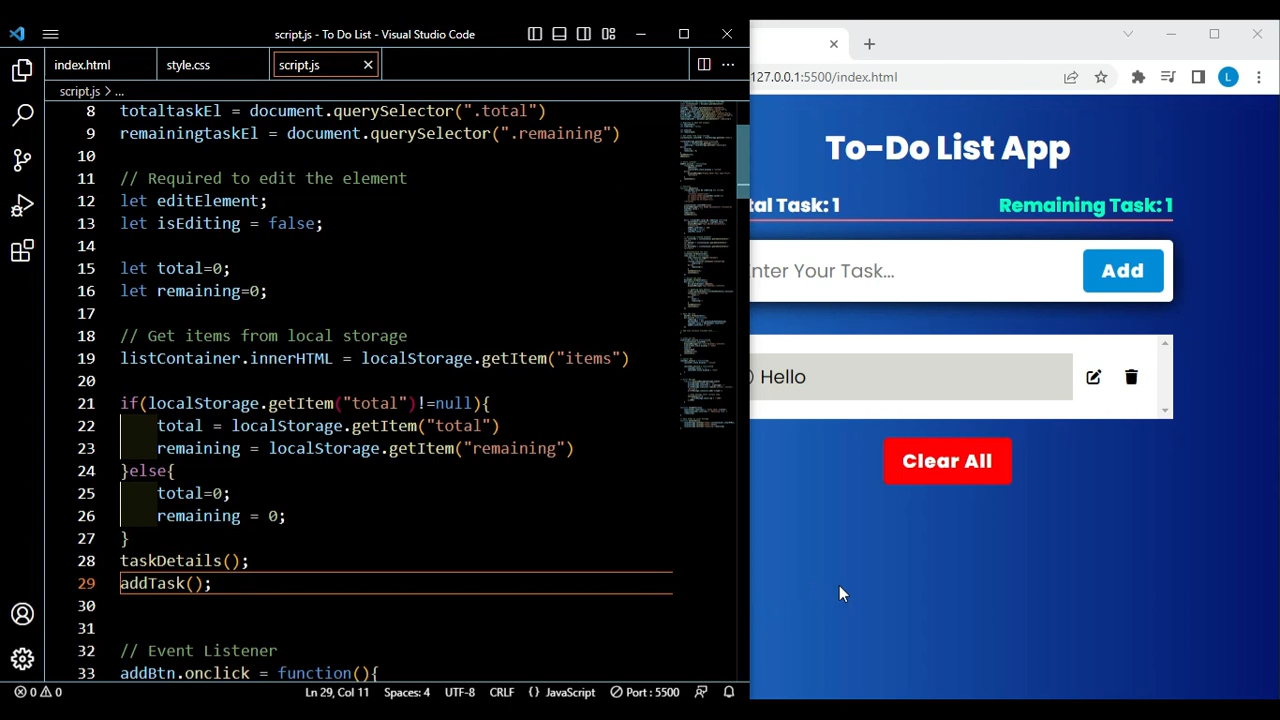 script.js - To Do List - Visual Studio Code
index.html
style.css
script.js
script.js > ...
8 totaltaskEl = document.querySelector(".total")
9 remainingtaskEl = document.querySelector(".remaining")
10
11 // Required to edit the element
12 let editElement;
13 let isEditing = false;
14
15 let total=0;
16 let remaining=0;
17
18 // Get items from local storage
19 listContainer.innerHTML = localStorage.getItem("items")
20
21 if(localStorage.getItem("total")!=null){
22 total = localStorage.getItem("total")
23 remaining = localStorage.getItem("remaining")
24 }else{
25 total=0;
26 remaining = 0;
27 }
28 taskDetails();
29 addTask();
30
31
32 // Event Listener
33 addBtn.onclick = function(){
0 0 Ln 29, Col 11 Spaces: 4 UTF-8 CRLF {} JavaScript Port : 5500
127.0.0.1:5500/index.html
L
To-Do List App
tal Task: 1
Remaining Task: 1
nter Your Task...
Add
) Hello
Clear All